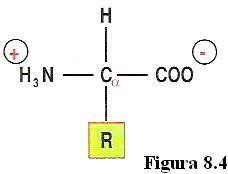 H
+ -
H₃N — Cα — COO
R
Figura 8.4